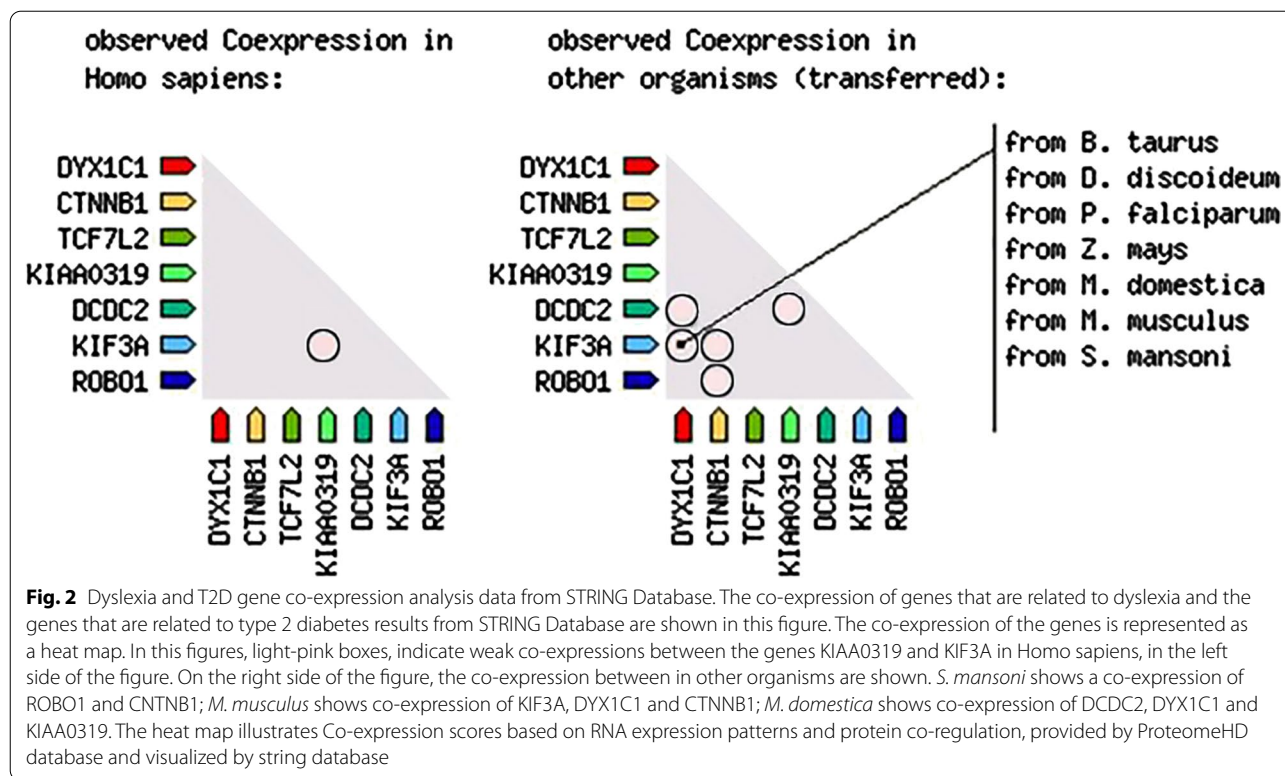 observed Coexpression in
Homo sapiens:
DYX1C1
CTNNB1
TCF7L2
KIAA0319
DCDC2
KIF3A
ROBO1
DYX1C1
CTNNB1
TCF7L2
KIAA0319
DCDC2
KIF3A
ROBO1
observed Coexpression in
other organisms (transferred):
DYX1C1
CTNNB1
TCF7L2
KIAA0319
DCDC2
KIF3A
ROBO1
DYX1C1
CTNNB1
TCF7L2
KIAA0319
DCDC2
KIF3A
ROBO1
from B. taurus
from D. discoideum
from P. falciparum
from Z. mays
from M. domestica
from M. musculus
from S. mansoni
Fig. 2 Dyslexia and T2D gene co-expression analysis data from STRING Database. The co-expression of genes that are related to dyslexia and the
genes that are related to type 2 diabetes results from STRING Database are shown in this figure. The co-expression of the genes is represented as
a heat map. In this figures, light-pink boxes, indicate weak co-expressions between the genes KIAA0319 and KIF3A in Homo sapiens, in the left
side of the figure. On the right side of the figure, the co-expression between in other organisms are shown. S. mansoni shows a co-expression of
ROBO1 and CNTNB1; M. musculus shows co-expression of KIF3A, DYX1C1 and CTNNB1; M. domestica shows co-expression of DCDC2, DYX1C1 and
KIAA0319. The heat map illustrates Co-expression scores based on RNA expression patterns and protein co-regulation, provided by ProteomeHD
database and visualized by string database